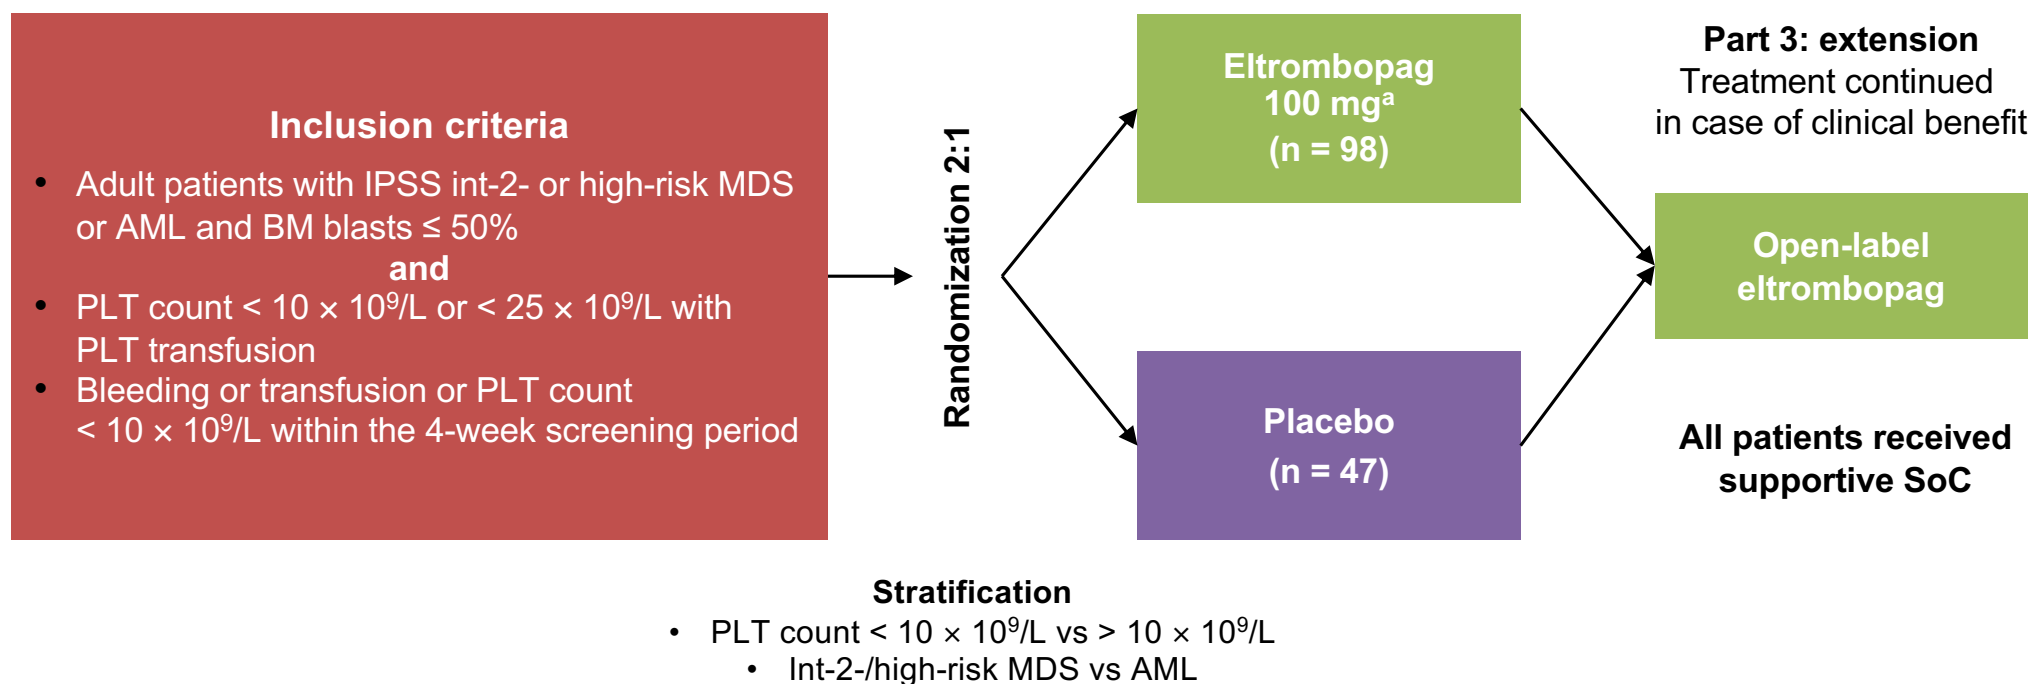 Inclusion criteria
• Adult patients with IPSS int-2- or high-risk MDS
or AML and BM blasts ≤ 50%
and
• PLT count < 10 × 10⁹/L or < 25 × 10⁹/L with
PLT transfusion
• Bleeding or transfusion or PLT count
< 10 × 10⁹/L within the 4-week screening period
Randomization 2:1
Eltrombopag
100 mgᵃ
(n = 98)
Placebo
(n = 47)
Part 3: extension
Treatment continued
in case of clinical benefit
Open-label
eltrombopag
All patients received
supportive SoC
Stratification
• PLT count < 10 × 10⁹/L vs > 10 × 10⁹/L
• Int-2-/high-risk MDS vs AML